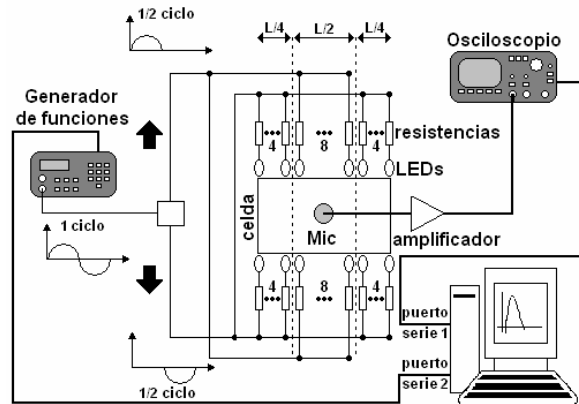 1/2 ciclo
L/4
L/2
L/4
Osciloscopio
Generador
de funciones
resistencias
4
8
4
LEDs
celda
1 ciclo
Mic
amplificador
4
8
4
puerto
serie 1
puerto
serie 2
1/2 ciclo